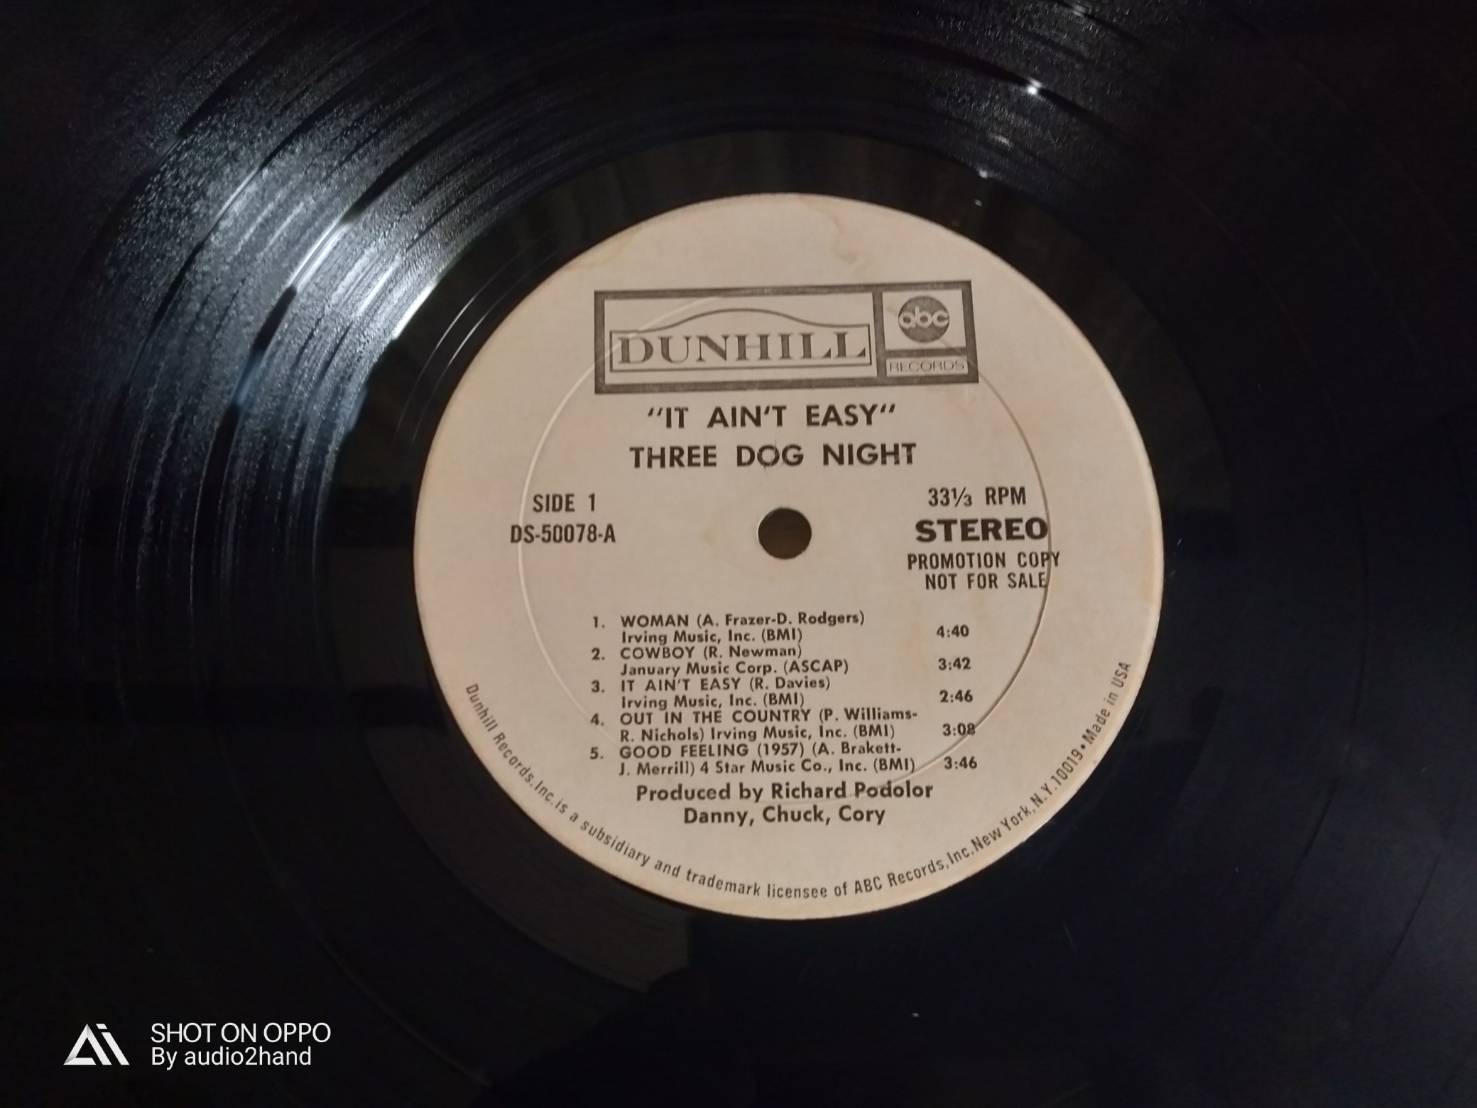 DUNHILL
abc
RECORDS
"IT AIN'T EASY"
THREE DOG NIGHT
SIDE 1
DS-50078-A
33⅓ RPM
STEREO
PROMOTION COPY
NOT FOR SALE
1. WOMAN (A. Frazer-D. Rodgers)
Irving Music, Inc. (BMI) 4:40
2. COWBOY (R. Newman)
January Music Corp. (ASCAP) 3:42
3. IT AIN'T EASY (R. Davies)
Irving Music, Inc. (BMI) 2:46
4. OUT IN THE COUNTRY (P. Williams-
R. Nichols) Irving Music, Inc. (BMI) 3:08
5. GOOD FEELING (1957) (A. Brakett-
J. Merrill) 4 Star Music Co., Inc. (BMI) 3:46
Produced by Richard Podolor
Danny, Chuck, Cory
Dunhill Records, Inc. is a subsidiary and trademark licensee of ABC Records, Inc. New York, N.Y. 10019 • Made in USA
SHOT ON OPPO
By audio2hand